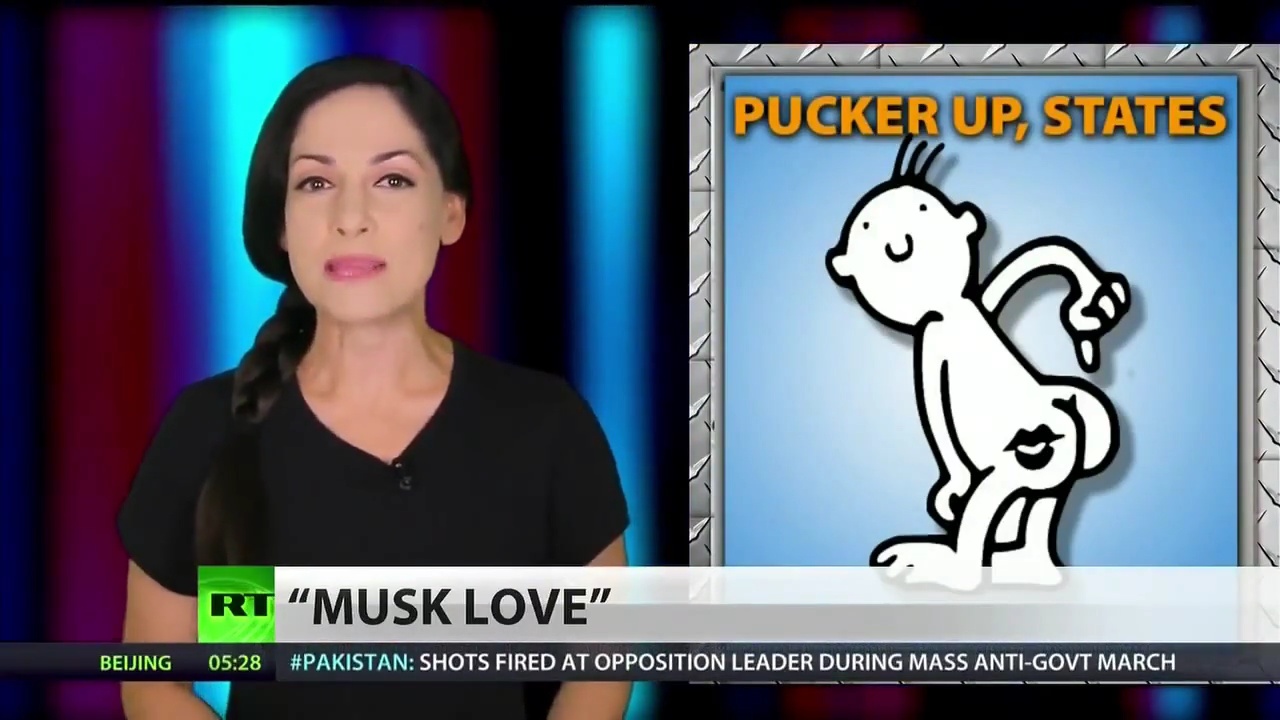 PUCKER UP, STATES
RT
“MUSK LOVE”
BEIJING 05:28 #PAKISTAN: SHOTS FIRED AT OPPOSITION LEADER DURING MASS ANTI-GOVT MARCH